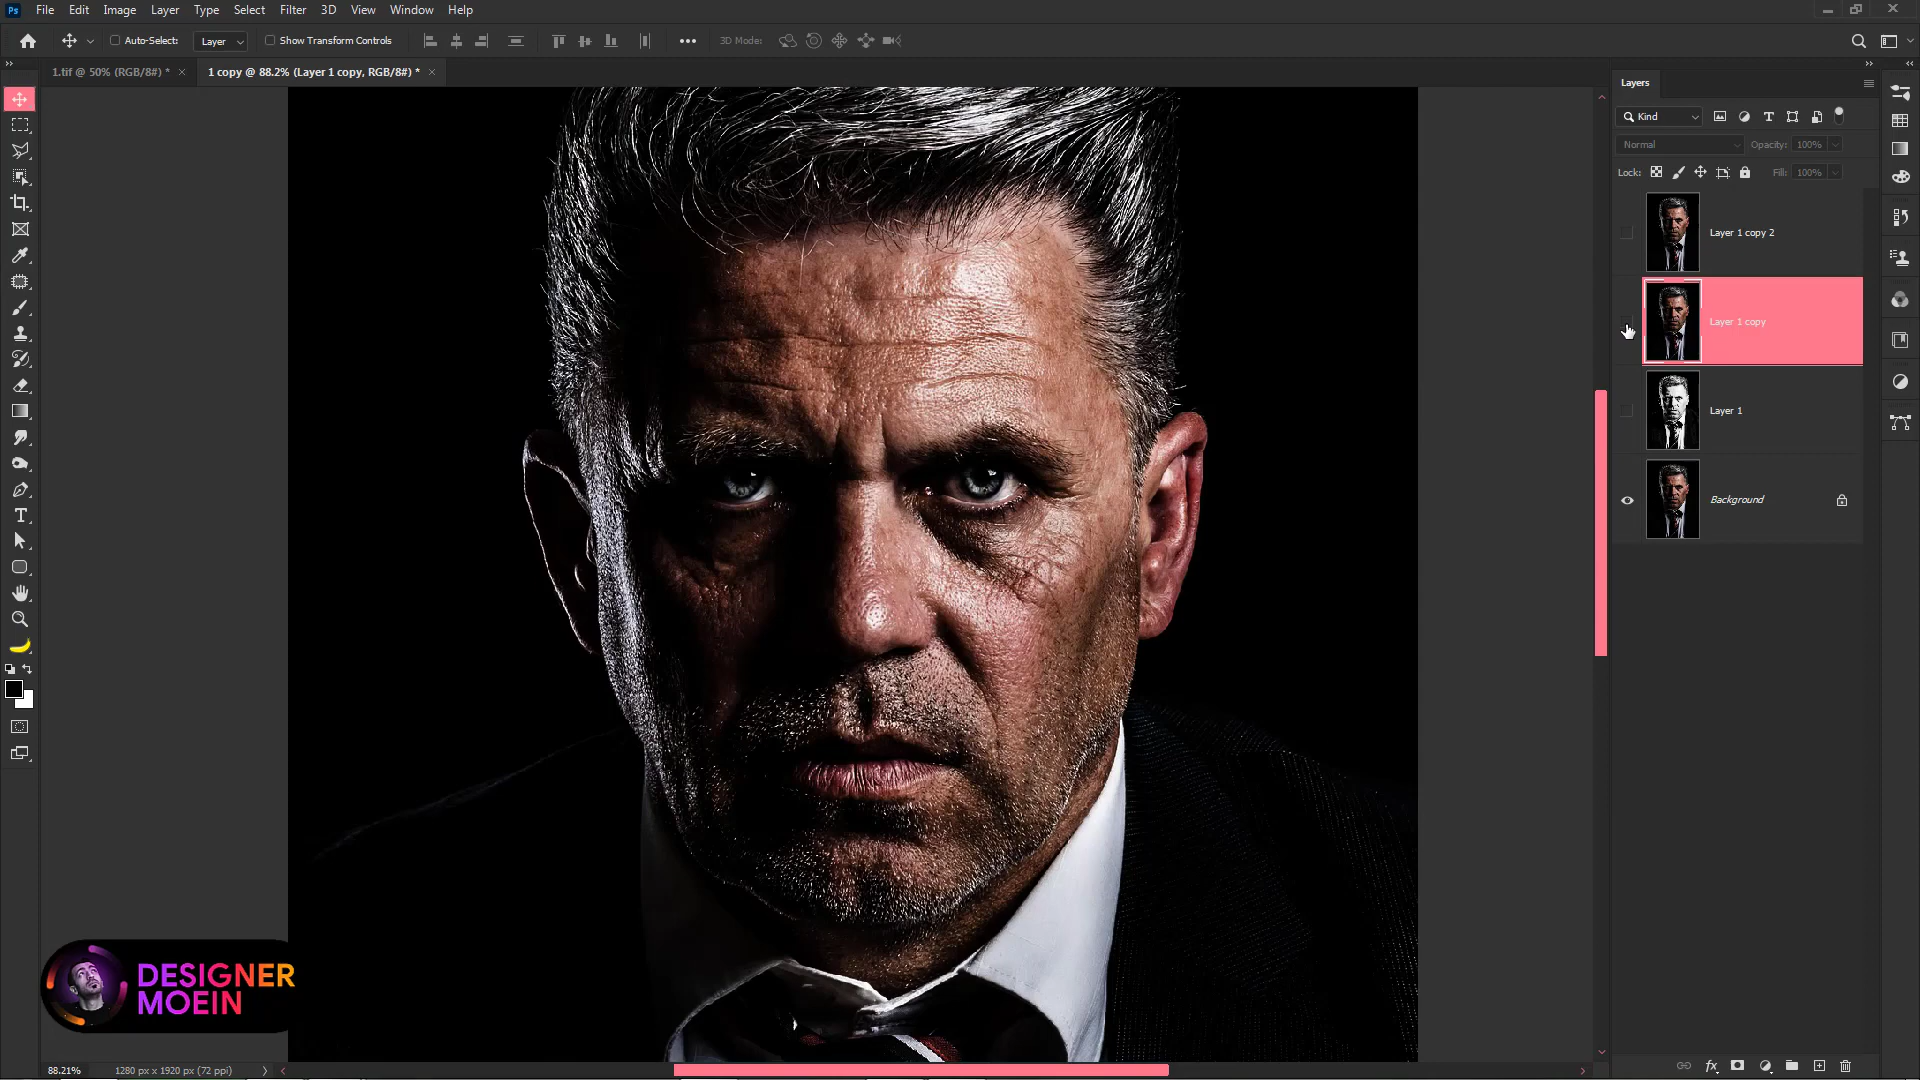 Ps File Edit Image Layer Type Select Filter 3D View Window Help
Auto-Select: Layer Show Transform Controls 3D Mode:
1.tif @ 50% (RGB/8#) * 1 copy @ 88.2% (Layer 1 copy, RGB/8#) *
Layers
Kind
Normal Opacity: 100%
Lock: Fill: 100%
Layer 1 copy 2
Layer 1 copy
Layer 1
Background
DESIGNER
MOEIN
88.21% 1280 px x 1920 px (72 ppi)